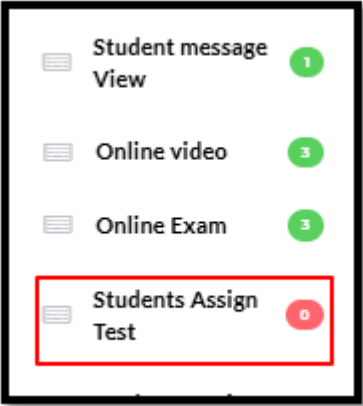 Student message
View
1
Online video
3
Online Exam
3
Students Assign
Test
0